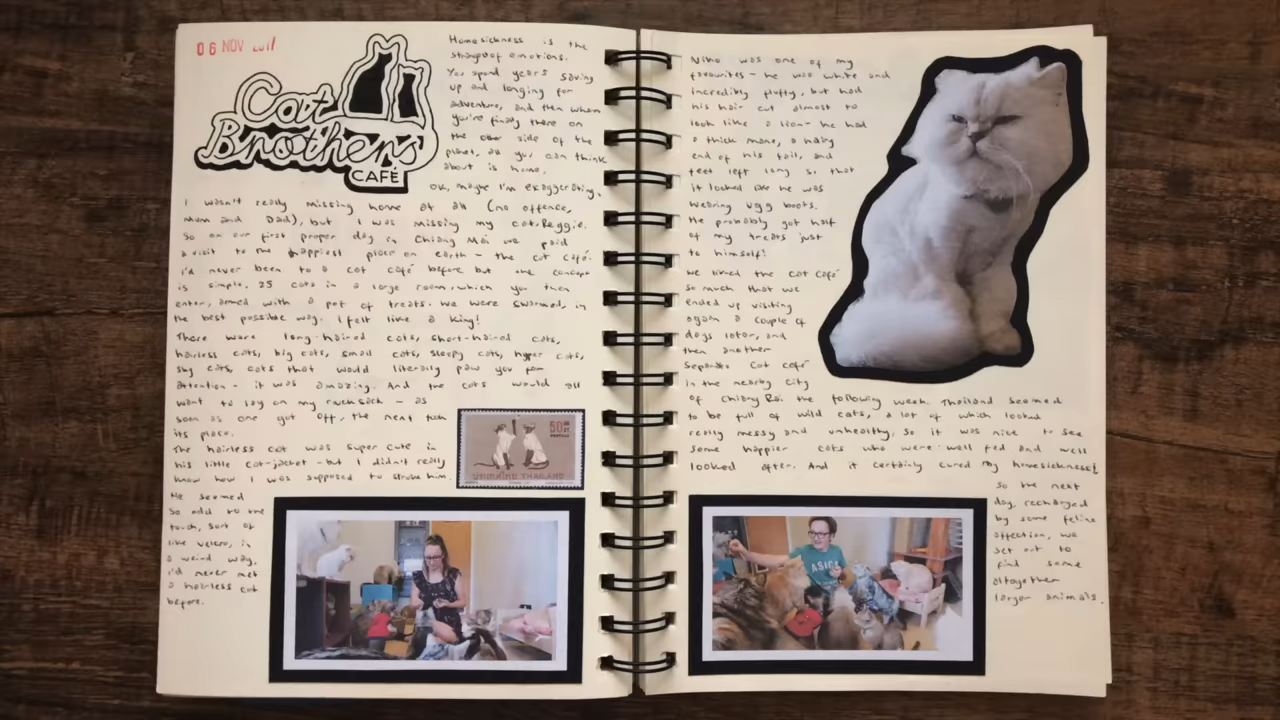 06 NOV 2017
Cat
Brothers
CAFÉ
Homesickness is the
strangest of emotions.
You spend years saving
up and longing for
adventure, and then when
you're finally there on
the other side of the
planet, all you can think
about is home.
OK, maybe I'm exaggerating.
I wasn't really missing home at all (no offence,
Mum and Dad), but I was missing my cat, Reggie.
So on our first proper day in Chiang Mai we paid
a visit to the happiest place on earth - the cat café.
I'd never been to a cat café before but the concept
is simple. 25 cats in a large room, which you then
enter, armed with a pot of treats. We were swarmed, in
the best possible way. I felt like a king!
There were long-haired cats, short-haired cats,
hairless cats, big cats, small cats, sleepy cats, hyper cats,
shy cats, cats that would literally paw you for
attention - it was amazing. And the cats would all
want to lay on my rucksack - as
soon as one got off, the next took
its place.
The hairless cat was super cute in
his little cat-jacket - but I didn't really
know how I was supposed to stroke him.
He seemed
so odd to the
touch, sort of
like velcro, in
a weird way.
I'd never met
a hairless cat
before.
50
POSTAGE
THAILAND
Niko was one of my
favourites - he was white and
incredibly fluffy, but had
his hair cut almost to
look like a lion - he had
a thick mane, a hairy
end of his tail, and
feet left long so that
it looked like he was
wearing ugg boots.
He probably got half
of my treats just
to himself!
We liked the cat café
so much that we
ended up visiting
again a couple of
days later, and
then another
separate cat café
in the nearby city
of Chiang Rai the following week. Thailand seemed
to be full of wild cats, a lot of which looked
really messy and unhealthy, so it was nice to see
some happier cats who were well fed and well
looked after. And it certainly cured my homesickness!
So the next
day, recharged
by some feline
affection, we
set out to
find some
altogether
larger animals.
ASICS